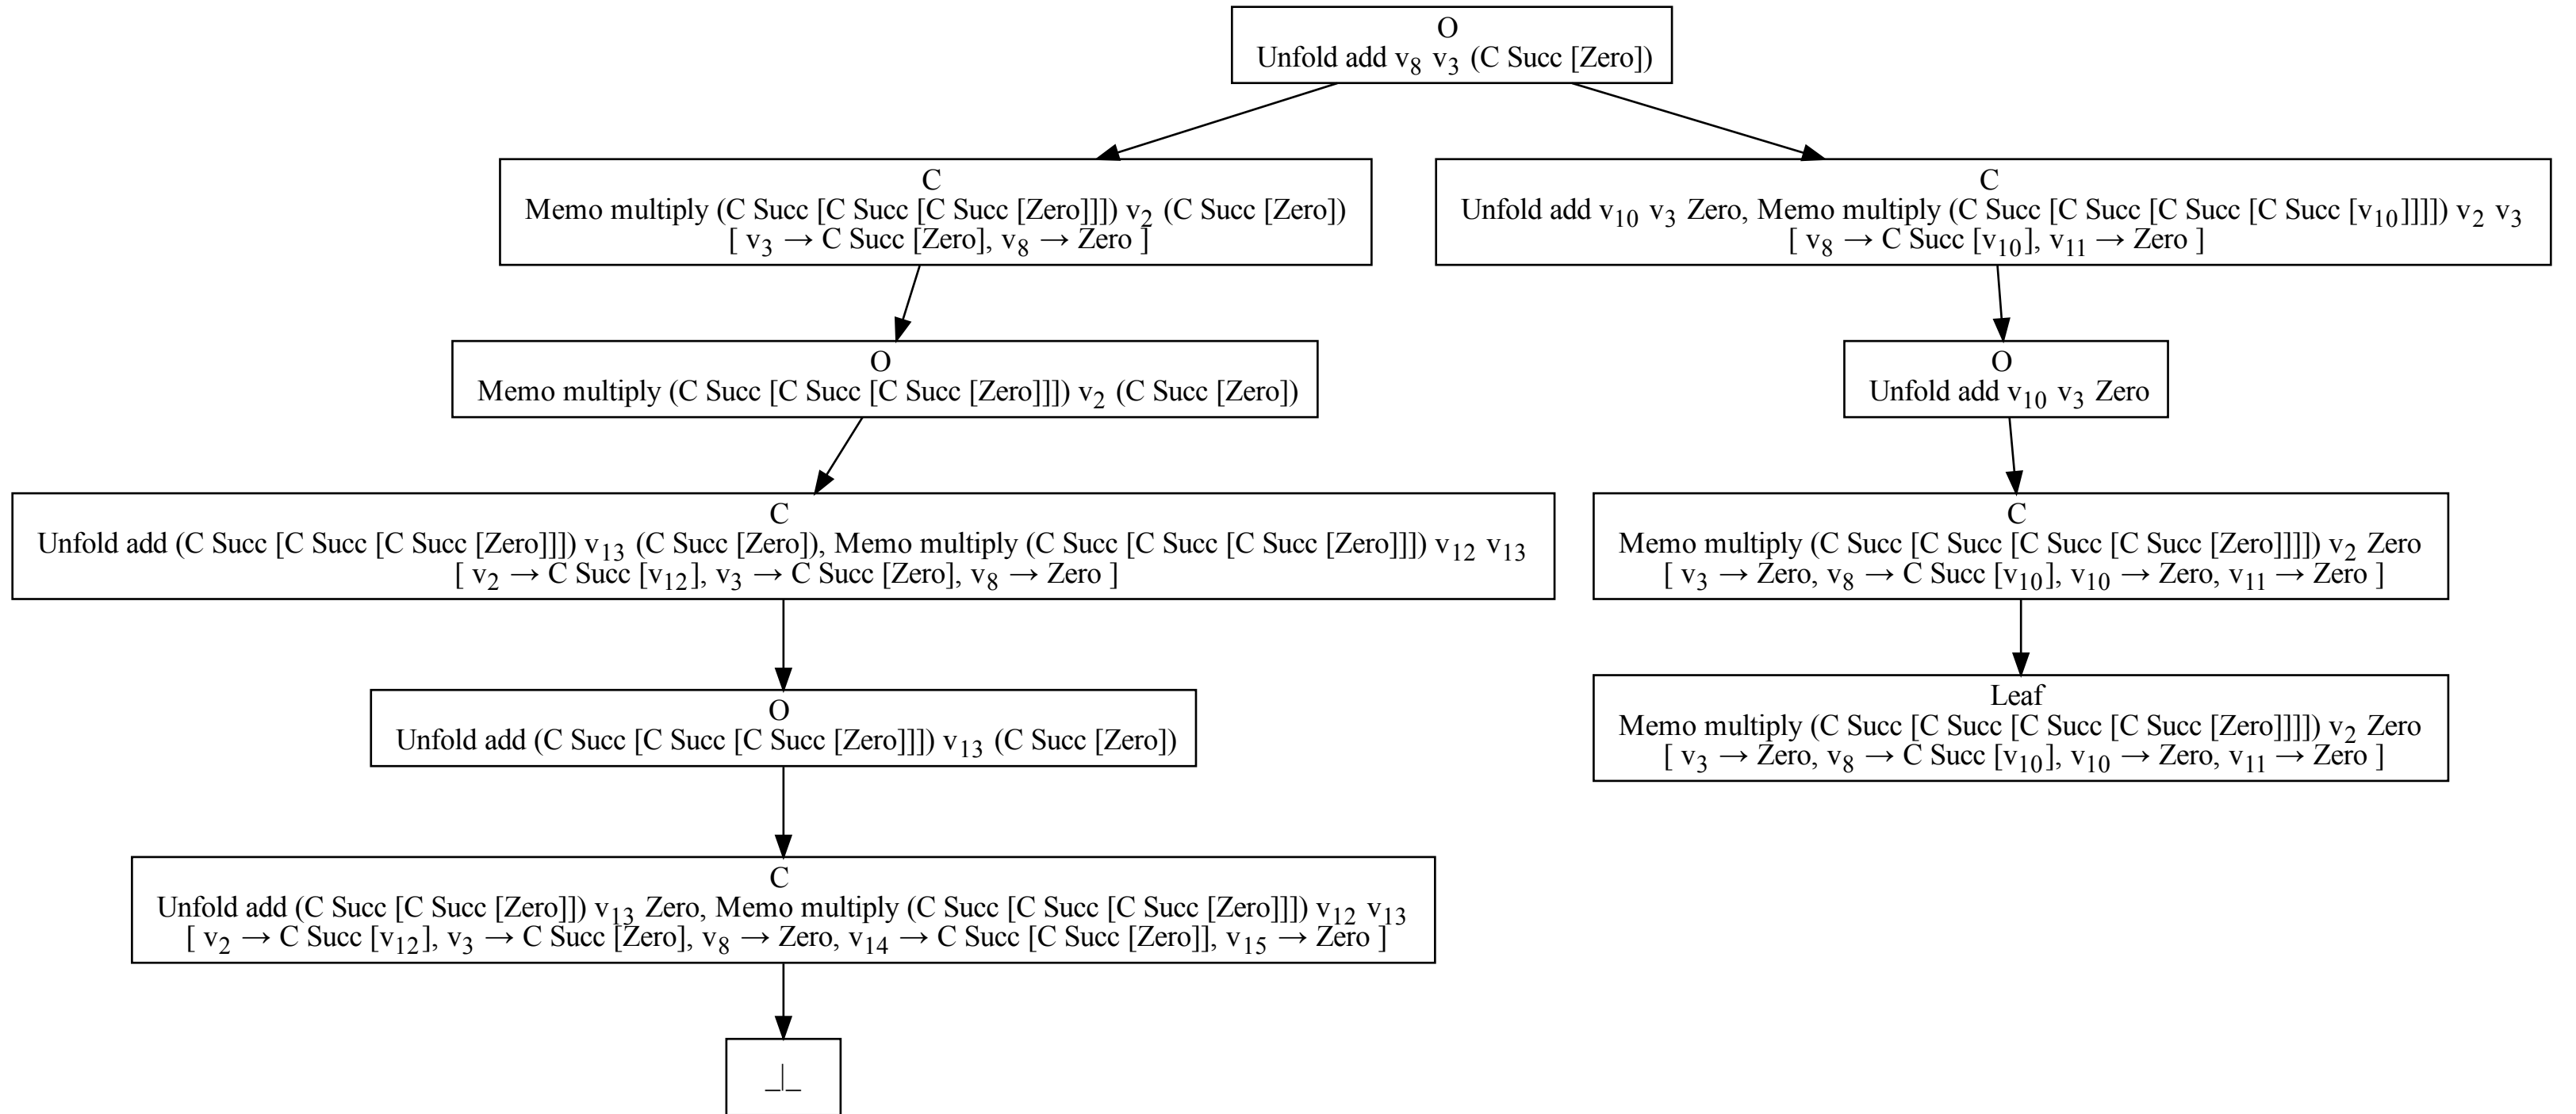 O
Unfold add v8 v3 (C Succ [Zero])
C
Memo multiply (C Succ [C Succ [C Succ [Zero]]]) v2 (C Succ [Zero])
[ v3 → C Succ [Zero], v8 → Zero ]
C
Unfold add v10 v3 Zero, Memo multiply (C Succ [C Succ [C Succ [C Succ [v10]]]]) v2 v3
[ v8 → C Succ [v10], v11 → Zero ]
O
Memo multiply (C Succ [C Succ [C Succ [Zero]]]) v2 (C Succ [Zero])
O
Unfold add v10 v3 Zero
C
Unfold add (C Succ [C Succ [C Succ [Zero]]]) v13 (C Succ [Zero]), Memo multiply (C Succ [C Succ [C Succ [Zero]]]) v12 v13
[ v2 → C Succ [v12], v3 → C Succ [Zero], v8 → Zero ]
C
Memo multiply (C Succ [C Succ [C Succ [C Succ [Zero]]]]) v2 Zero
[ v3 → Zero, v8 → C Succ [v10], v10 → Zero, v11 → Zero ]
O
Unfold add (C Succ [C Succ [C Succ [Zero]]]) v13 (C Succ [Zero])
Leaf
Memo multiply (C Succ [C Succ [C Succ [C Succ [Zero]]]]) v2 Zero
[ v3 → Zero, v8 → C Succ [v10], v10 → Zero, v11 → Zero ]
C
Unfold add (C Succ [C Succ [Zero]]) v13 Zero, Memo multiply (C Succ [C Succ [C Succ [Zero]]]) v12 v13
[ v2 → C Succ [v12], v3 → C Succ [Zero], v8 → Zero, v14 → C Succ [C Succ [Zero]], v15 → Zero ]
_|_